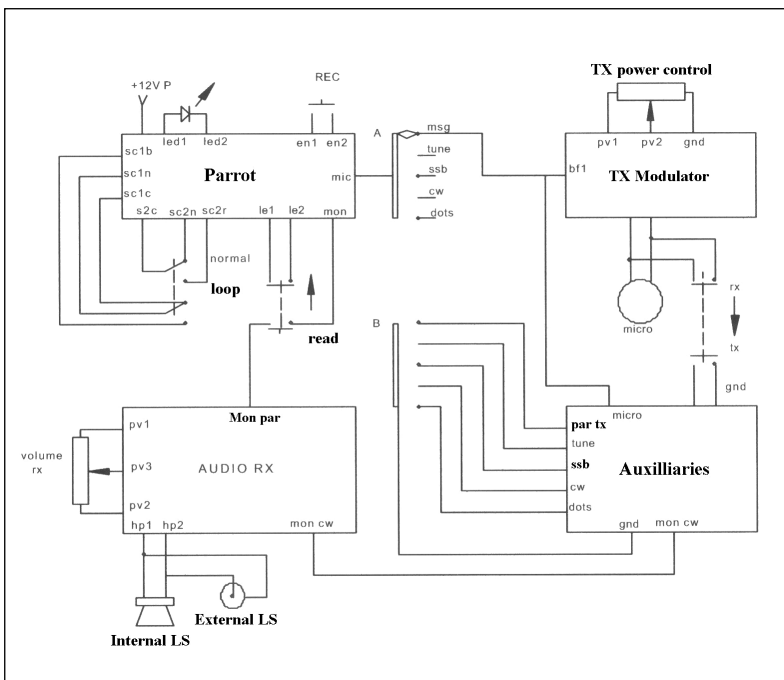 TX power control
REC
+12V P
led1 led2 en1 en2
A
msg
tune
ssb
cw
dots
pv1 pv2 gnd
sc1b
sc1n
sc1c
Parrot
mic
bf1
TX Modulator
s2c sc2n sc2r le1 le2 mon
normal
loop
read
micro
rx
tx
gnd
B
Mon par
pv1
volume
rx
pv3
pv2
AUDIO RX
hp1 hp2
mon cw
micro
par tx
tune
ssb
cw
dots
Auxilliaries
gnd
mon cw
External LS
Internal LS